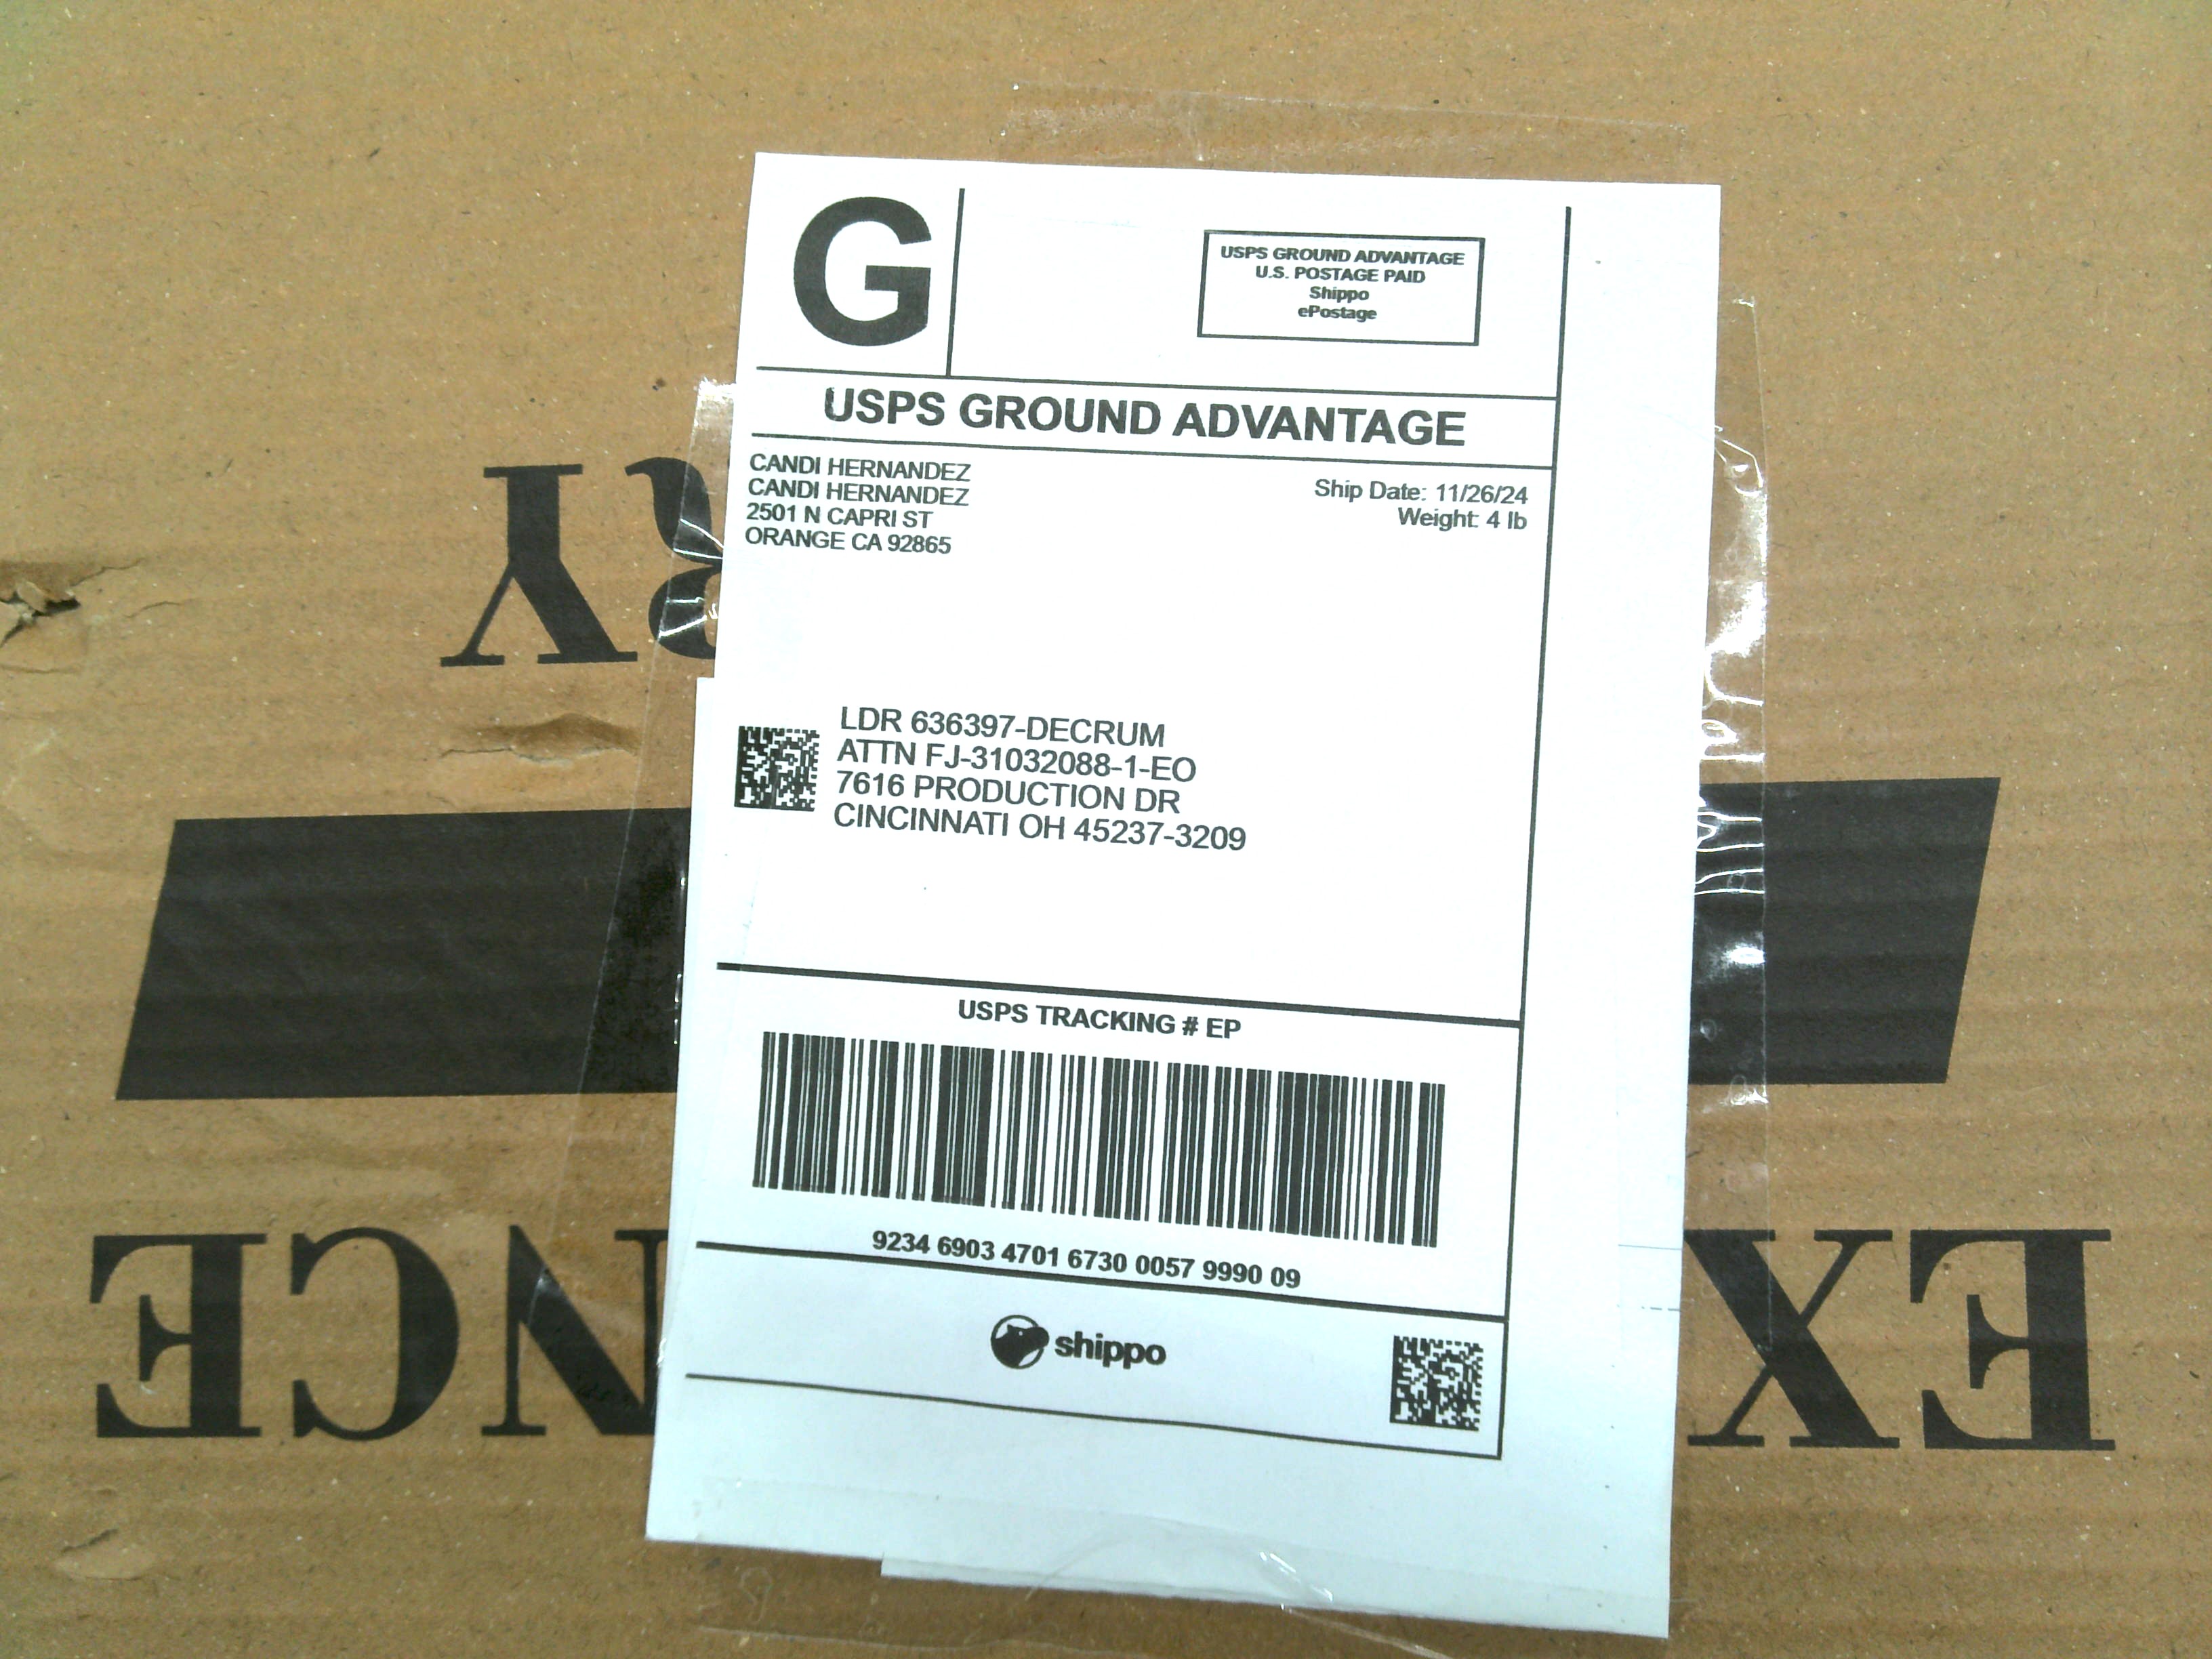 G
USPS GROUND ADVANTAGE
U.S. POSTAGE PAID
Shippo
ePostage
USPS GROUND ADVANTAGE
CANDI HERNANDEZ
CANDI HERNANDEZ
2501 N CAPRI ST
ORANGE CA 92865
Ship Date: 11/26/24
Weight: 4 lb
LDR 636397-DECRUM
ATTN FJ-31032088-1-EO
7616 PRODUCTION DR
CINCINNATI OH 45237-3209
USPS TRACKING # EP
9234 6903 4701 6730 0057 9990 09
shippo